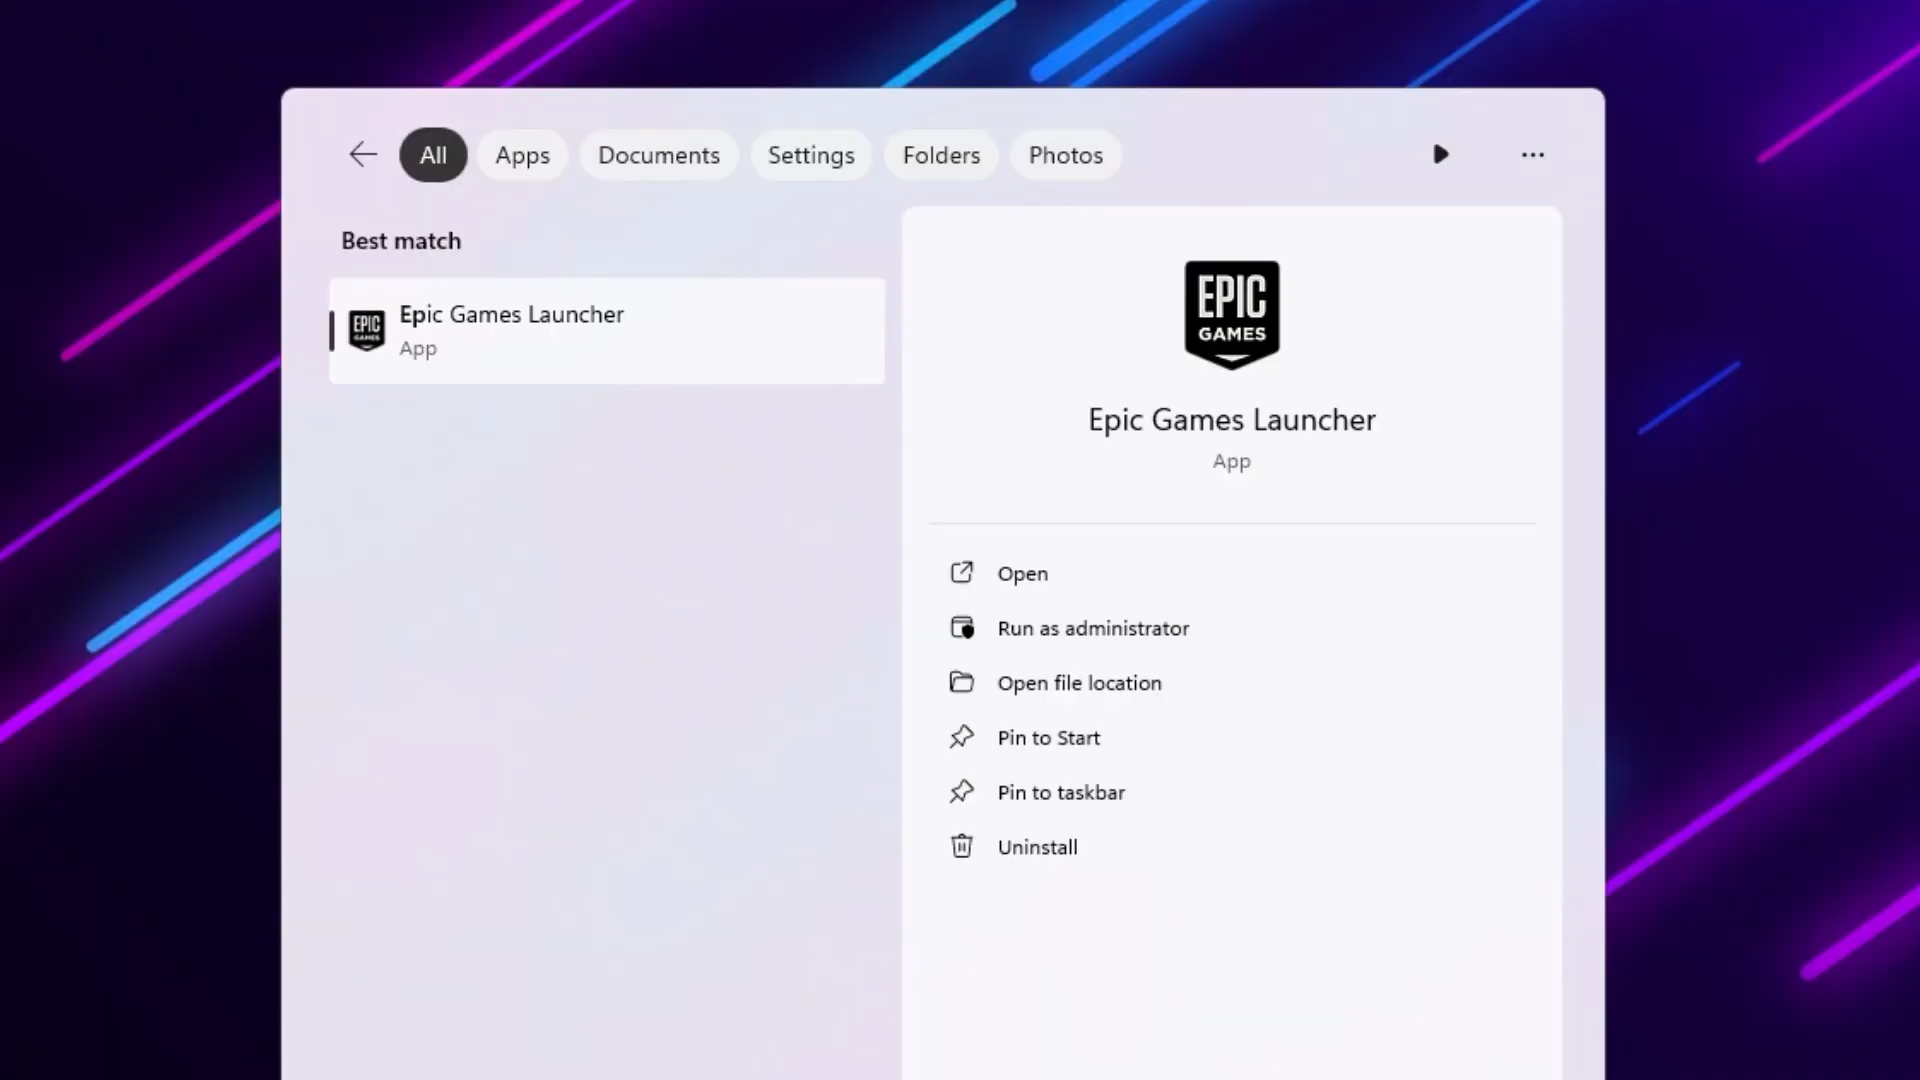 All
Apps
Documents
Settings
Folders
Photos
Best match
EPIC
GAMES
Epic Games Launcher
App
EPIC
GAMES
Epic Games Launcher
App
Open
Run as administrator
Open file location
Pin to Start
Pin to taskbar
Uninstall